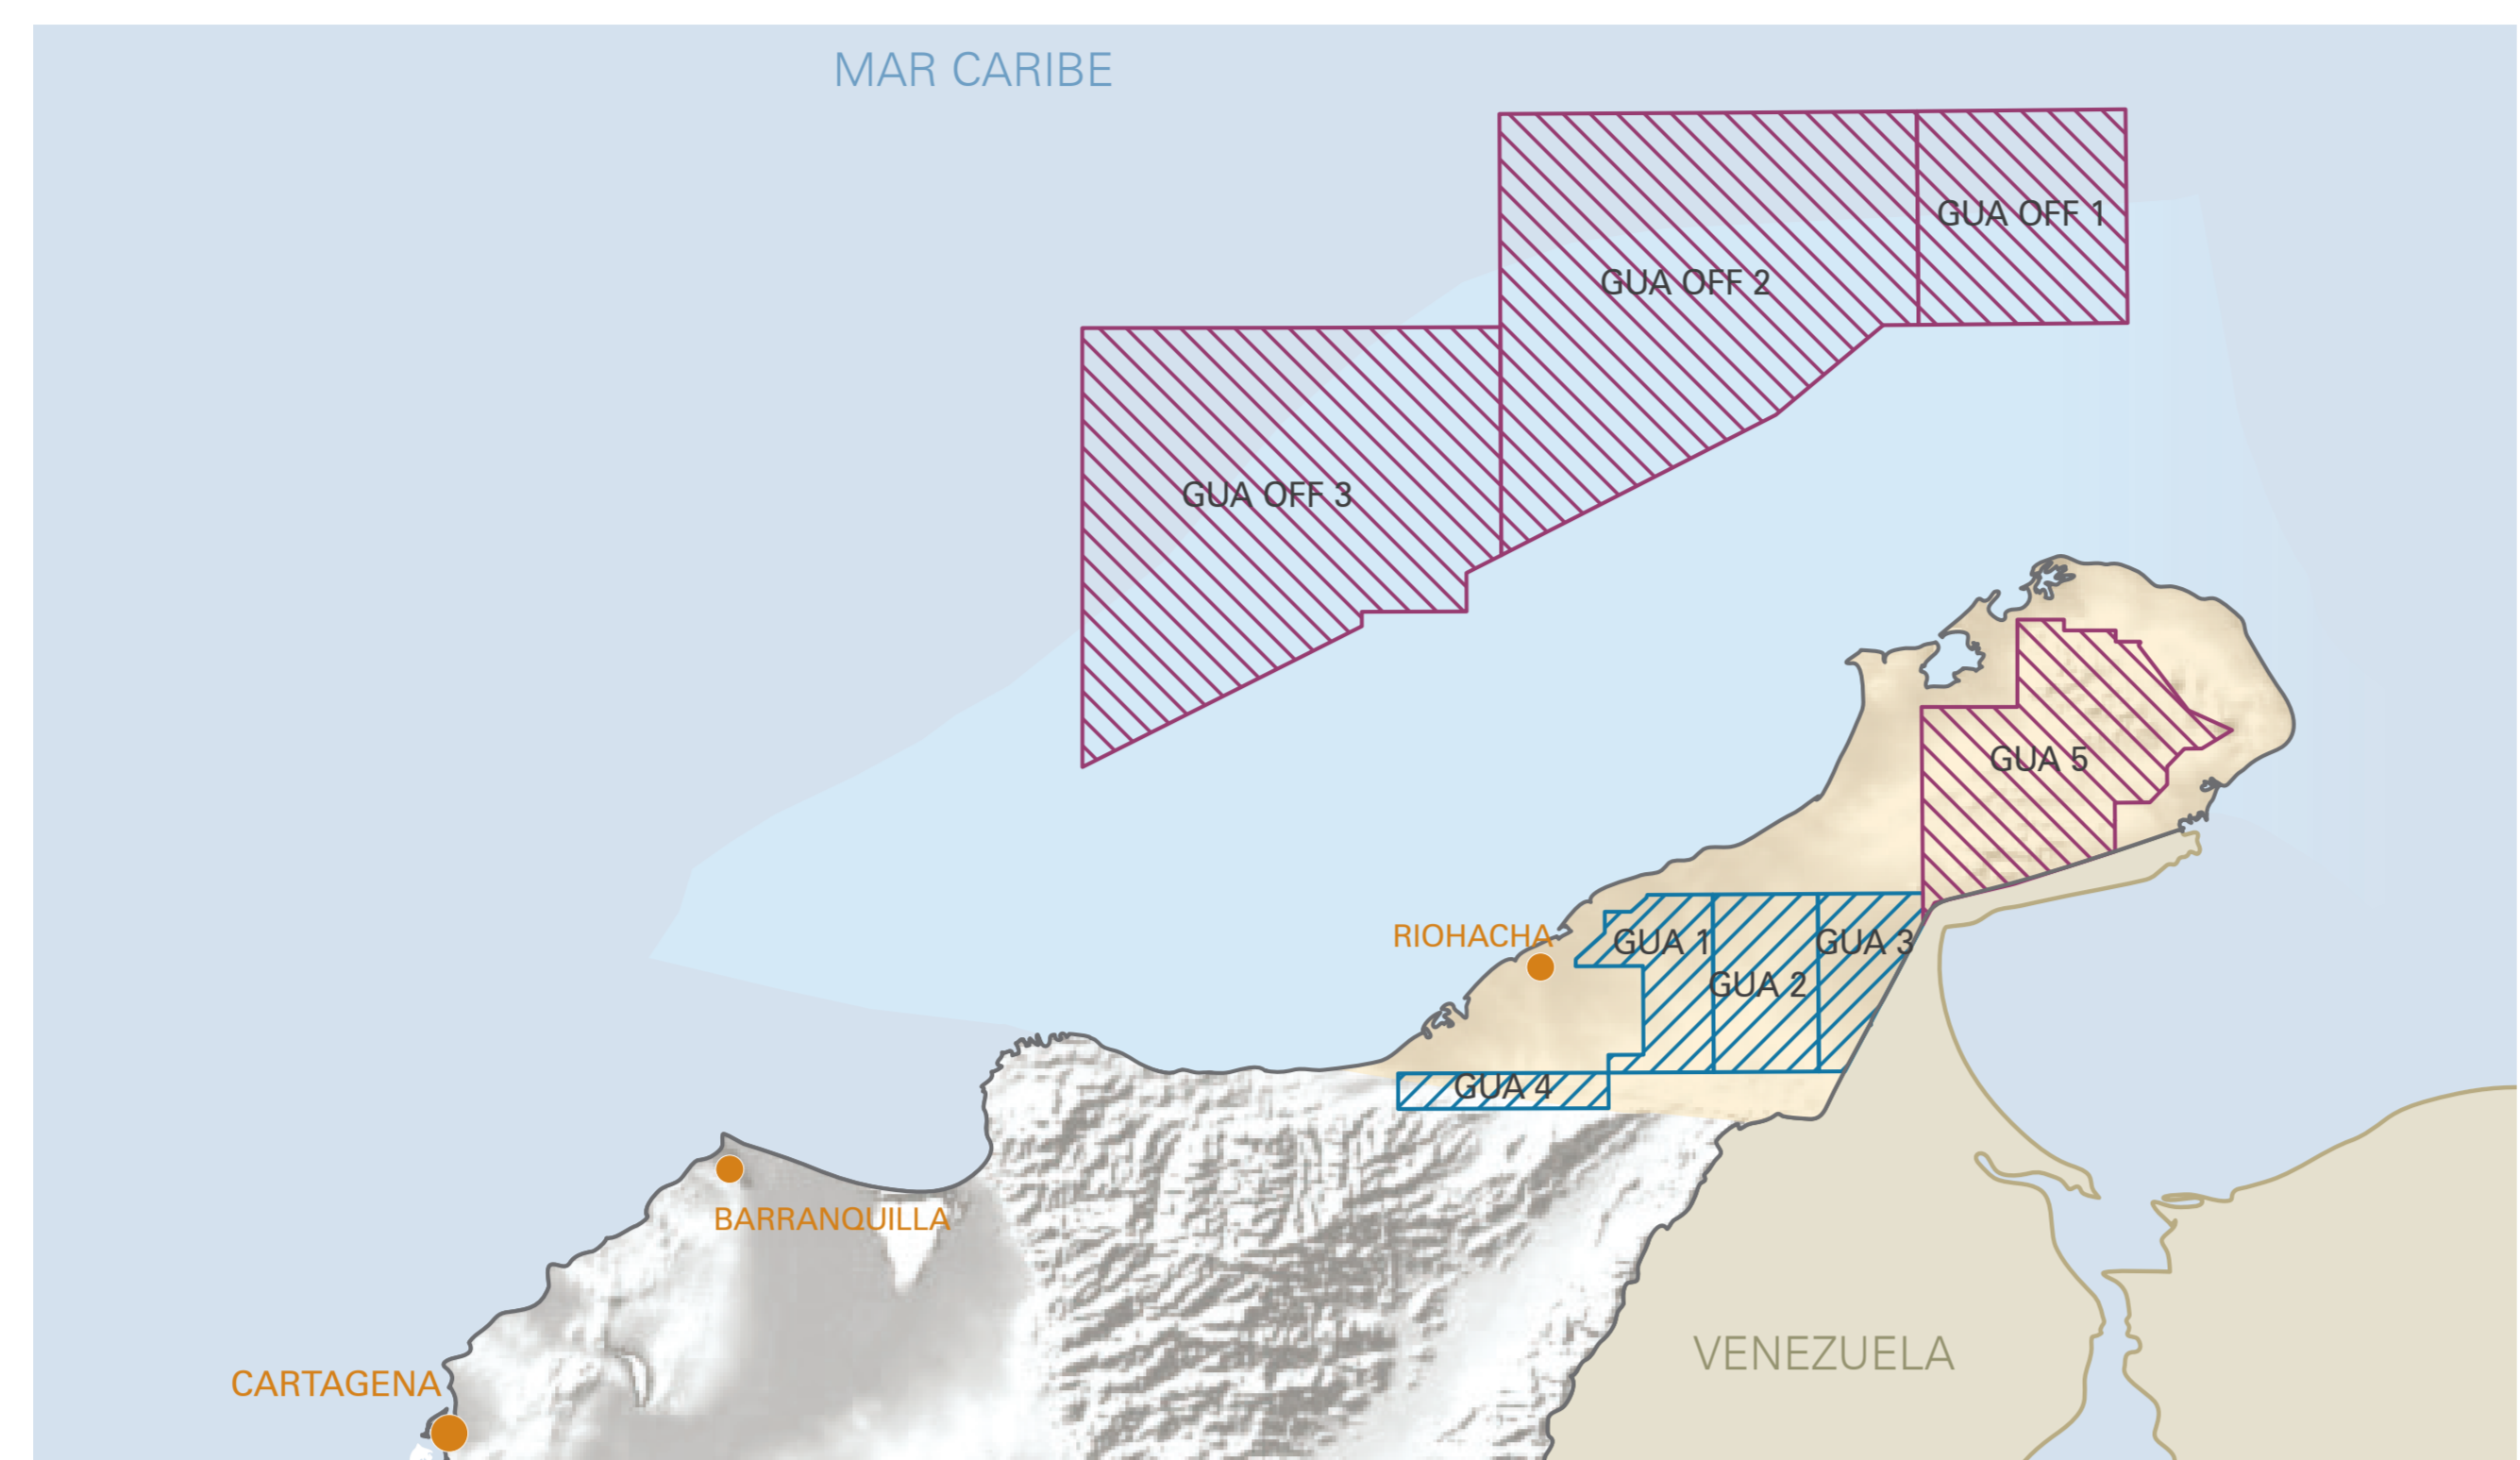 MAR CARIBE
GUA OFF 1
GUA OFF 2
GUA OFF 3
GUA 5
RIOHACHA
GUA 1
GUA 3
GUA 2
GUA 4
BARRANQUILLA
VENEZUELA
CARTAGENA